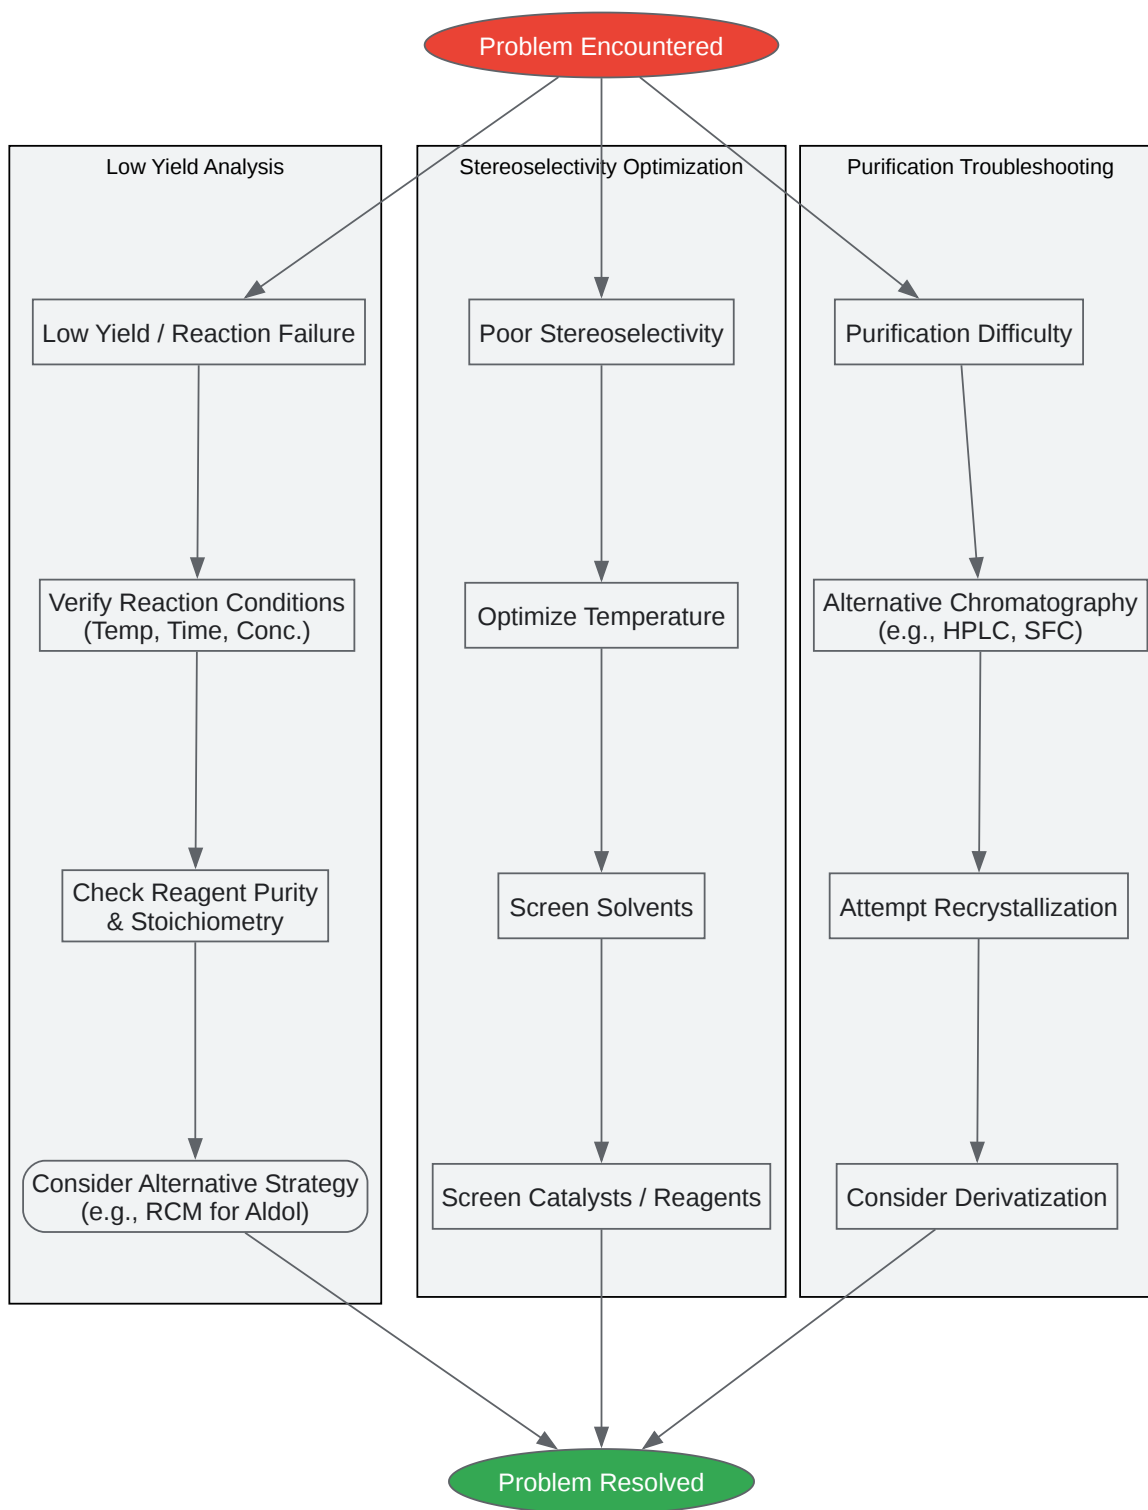 Problem Encountered
Low Yield Analysis
Low Yield / Reaction Failure
Verify Reaction Conditions
(Temp, Time, Conc.)
Check Reagent Purity
& Stoichiometry
Consider Alternative Strategy
(e.g., RCM for Aldol)
Stereoselectivity Optimization
Poor Stereoselectivity
Optimize Temperature
Screen Solvents
Screen Catalysts / Reagents
Purification Troubleshooting
Purification Difficulty
Alternative Chromatography
(e.g., HPLC, SFC)
Attempt Recrystallization
Consider Derivatization
Problem Resolved